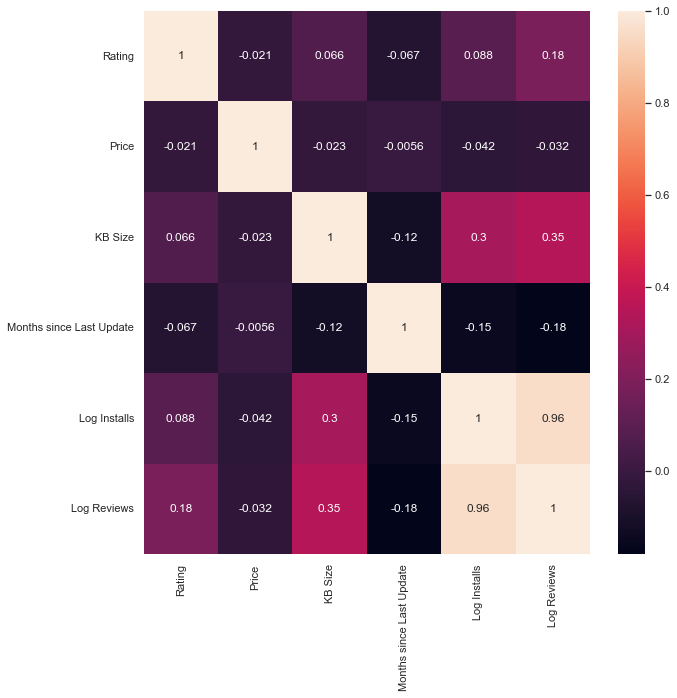 1.0
Rating 1 -0.021 0.066 -0.067 0.088 0.18
0.8
Price -0.021 1 -0.023 -0.0056 -0.042 -0.032
0.6
KB Size 0.066 -0.023 1 -0.12 0.3 0.35
0.4
Months since Last Update -0.067 -0.0056 -0.12 1 -0.15 -0.18
0.2
Log Installs 0.088 -0.042 0.3 -0.15 1 0.96
0.0
Log Reviews 0.18 -0.032 0.35 -0.18 0.96 1
Rating
Price
KB Size
Months since Last Update
Log Installs
Log Reviews